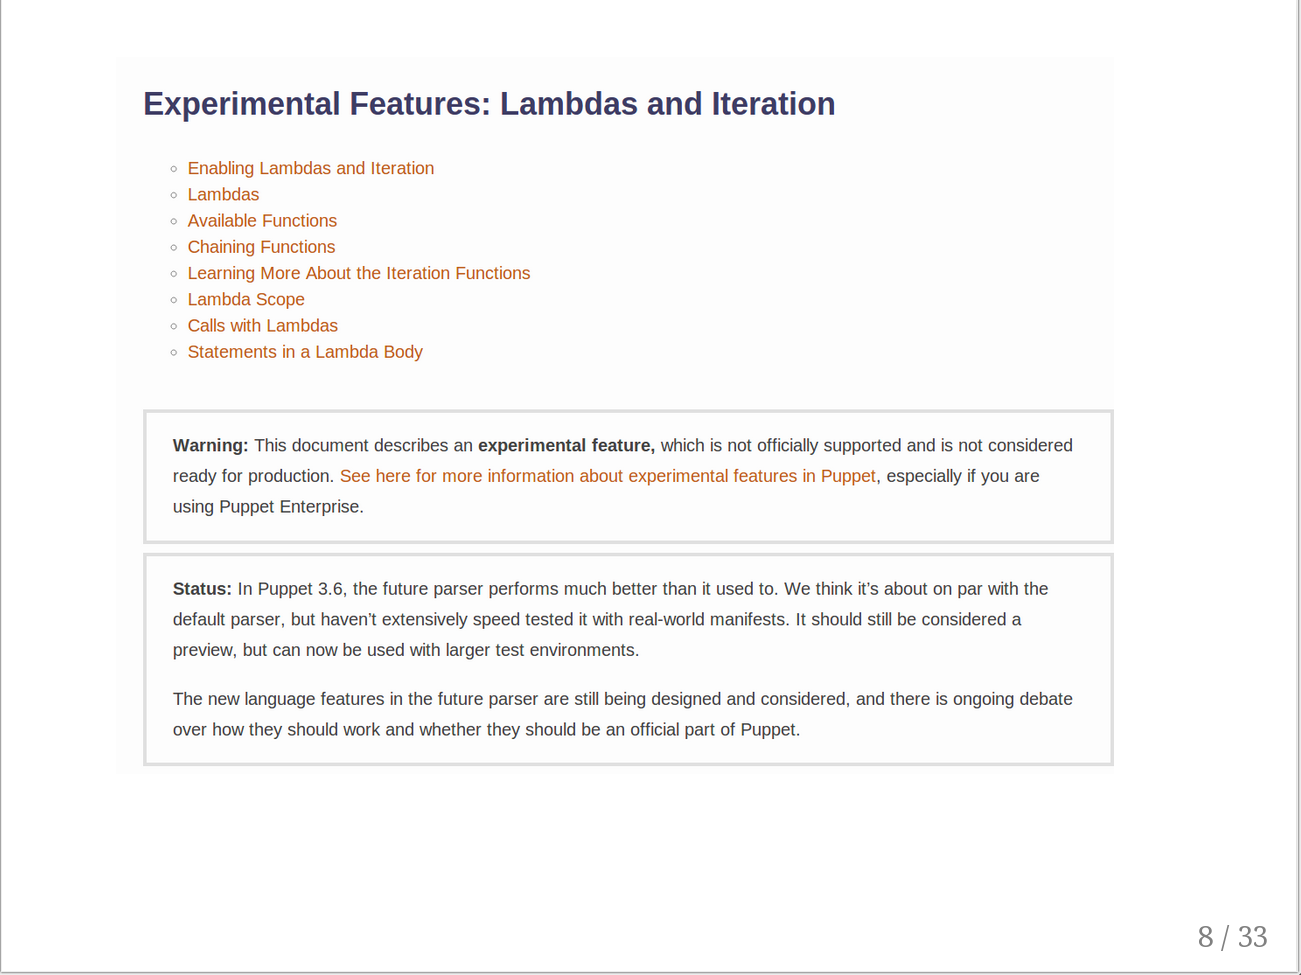 Experimental Features: Lambdas and Iteration
Enabling Lambdas and Iteration
Lambdas
Available Functions
Chaining Functions
Learning More About the Iteration Functions
Lambda Scope
Calls with Lambdas
Statements in a Lambda Body
Warning: This document describes an experimental feature, which is not officially supported and is not considered
ready for production. See here for more information about experimental features in Puppet, especially if you are
using Puppet Enterprise.
Status: In Puppet 3.6, the future parser performs much better than it used to. We think it’s about on par with the
default parser, but haven’t extensively speed tested it with real-world manifests. It should still be considered a
preview, but can now be used with larger test environments.
The new language features in the future parser are still being designed and considered, and there is ongoing debate
over how they should work and whether they should be an official part of Puppet.
8 / 33